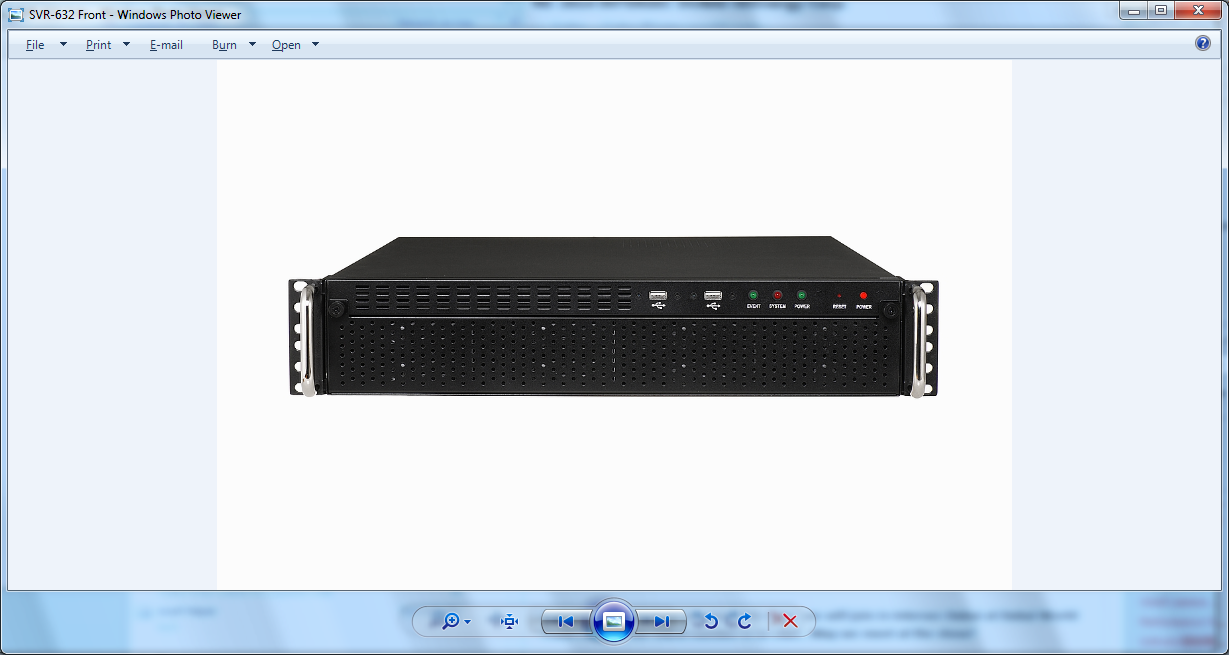 SVR-632 Front - Windows Photo Viewer
File Print E-mail Burn Open
EVENT SYSTEM POWER RESET POWER